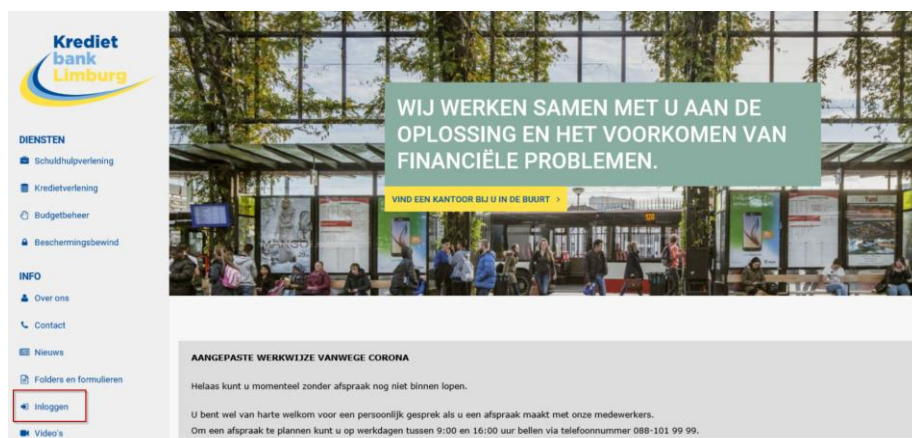 Krediet
bank
Limburg
DIENSTEN
Schuldhulpverlening
Kredietverlening
Budgetbeheer
Beschermingsbewind
INFO
Over ons
Contact
Nieuws
Folders en formulieren
Inloggen
Video's
WIJ WERKEN SAMEN MET U AAN DE
OPLOSSING EN HET VOORKOMEN VAN
FINANCIËLE PROBLEMEN.
VIND EEN KANTOOR BIJ U IN DE BUURT >
MANGO
AANGEPASTE WERKWIJZE VANWEGE CORONA
Helaas kunt u momenteel zonder afspraak nog niet binnen lopen.
U bent wel van harte welkom voor een persoonlijk gesprek als u een afspraak maakt met onze medewerkers.
Om een afspraak te plannen kunt u op werkdagen tussen 9:00 en 16:00 uur bellen via telefoonnummer 088-101 99 99.